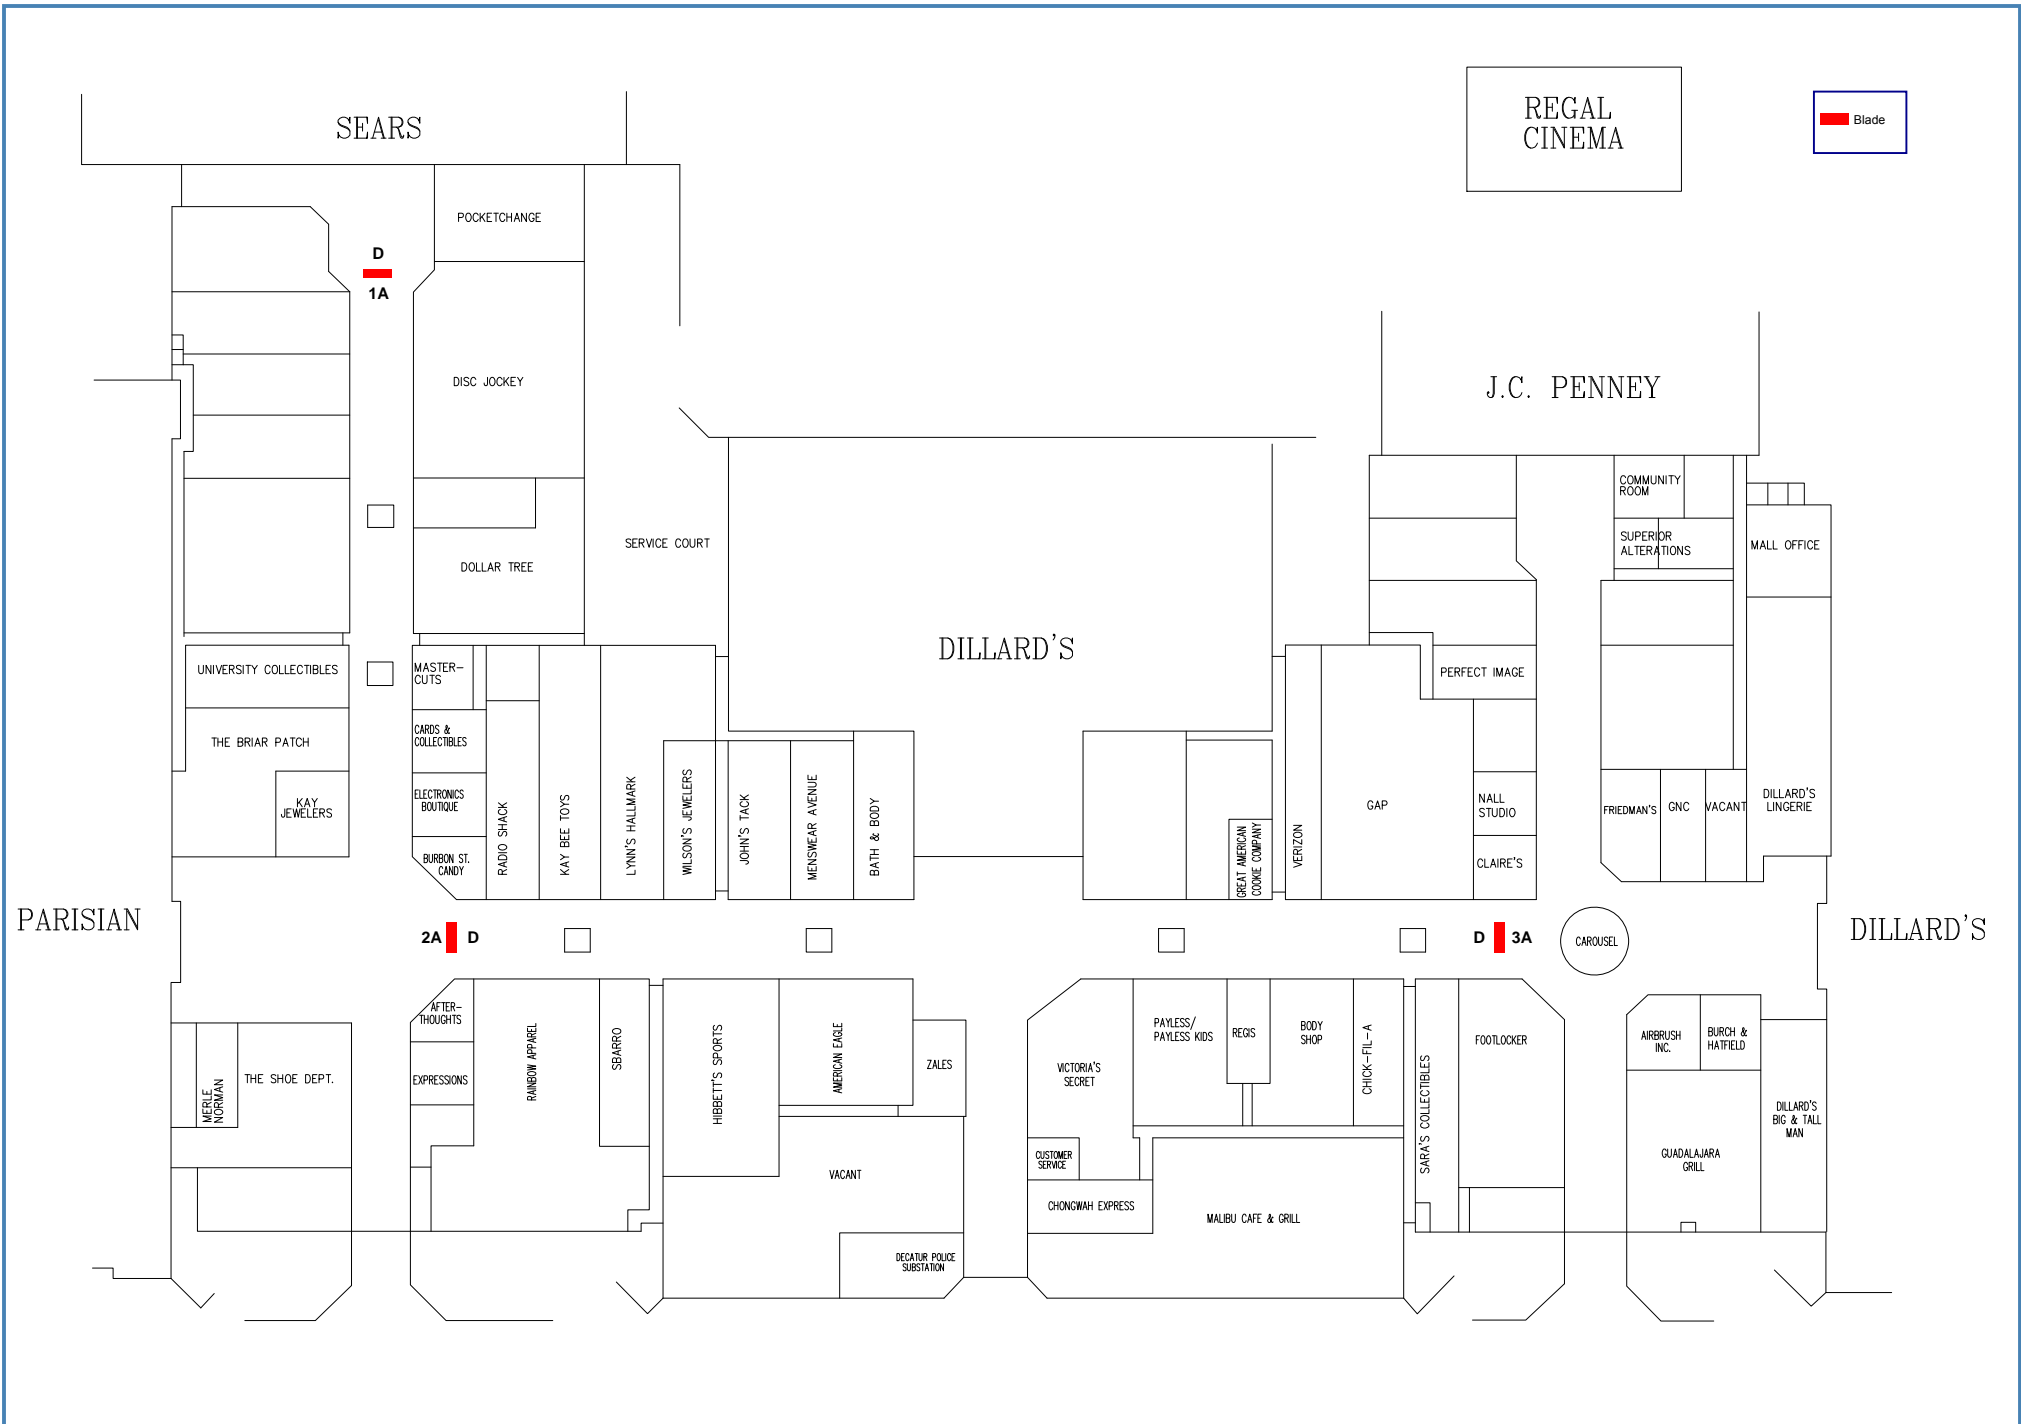 SEARS
REGAL
CINEMA
Blade
POCKETCHANGE
D
1A
DISC JOCKEY
J.C. PENNEY
COMMUNITY
ROOM
SUPERIOR
ALTERATIONS
MALL OFFICE
SERVICE COURT
DOLLAR TREE
DILLARD'S
UNIVERSITY COLLECTIBLES
MASTER-
CUTS
PERFECT IMAGE
THE BRIAR PATCH
CARDS &
COLLECTIBLES
KAY
JEWELERS
ELECTRONICS
BOUTIQUE
BURBON ST.
CANDY
RADIO SHACK
KAY BEE TOYS
LYNN'S HALLMARK
WILSON'S JEWELERS
JOHN'S TACK
MENSWEAR AVENUE
BATH & BODY
GREAT AMERICAN
COOKIE COMPANY
VERIZON
GAP
NALL
STUDIO
CLAIRE'S
FRIEDMAN'S
GNC
VACANT
DILLARD'S
LINGERIE
PARISIAN
2A D
D 3A
CAROUSEL
DILLARD'S
AFTER-
THOUGHTS
EXPRESSIONS
MERLE
NORMAN
THE SHOE DEPT.
RAINBOW APPAREL
SBARRO
HIBBETT'S SPORTS
AMERICAN EAGLE
ZALES
VACANT
DECATUR POLICE
SUBSTATION
VICTORIA'S
SECRET
PAYLESS/
PAYLESS KIDS
REGIS
BODY
SHOP
CHICK-FIL-A
SARA'S COLLECTIBLES
FOOTLOCKER
CUSTOMER
SERVICE
CHONGWAH EXPRESS
MALIBU CAFE & GRILL
AIRBRUSH
INC.
BURCH &
HATFIELD
GUADALAJARA
GRILL
DILLARD'S
BIG & TALL
MAN